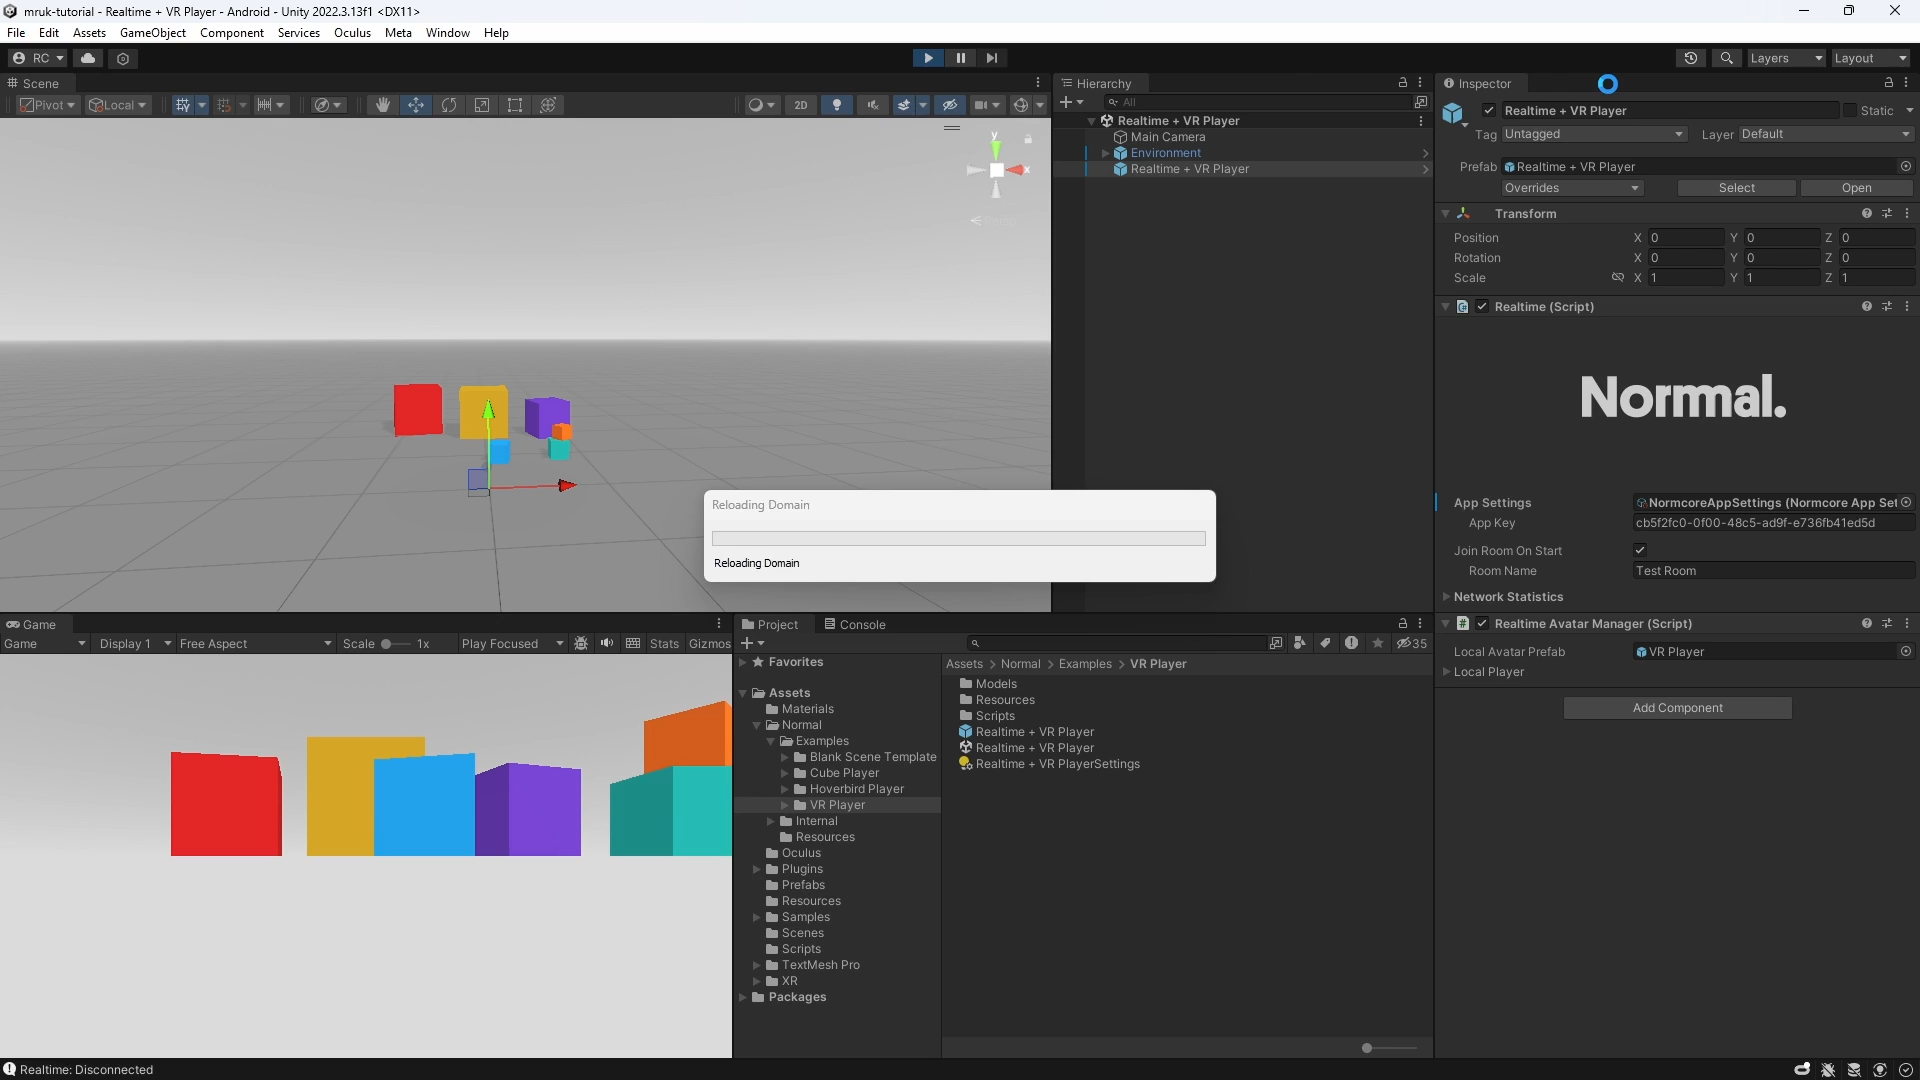 mruk-tutorial - Realtime + VR Player - Android - Unity 2022.3.13f1 <DX11>
File Edit Assets GameObject Component Services Oculus Meta Window Help
RC Layers Layout
Scene
Pivot Local 2D
y
x
Hierarchy
All
Realtime + VR Player
Main Camera
Environment
Realtime + VR Player
Inspector
Realtime + VR Player Static
Tag Untagged Layer Default
Prefab Realtime + VR Player
Overrides Select Open
Transform
Position X 0 Y 0 Z 0
Rotation X 0 Y 0 Z 0
Scale X 1 Y 1 Z 1
Realtime (Script)
Normal.
App Settings NormcoreAppSettings (Normcore App Set
App Key cb5f2fc0-0f00-48c5-ad9f-e736fb41ed5d
Join Room On Start
Room Name Test Room
Network Statistics
Realtime Avatar Manager (Script)
Local Avatar Prefab VR Player
Local Player
Add Component
Reloading Domain
Reloading Domain
Game
Game Display 1 Free Aspect Scale 1x Play Focused Stats Gizmos
Project Console
35
Favorites
Assets
Materials
Normal
Examples
Blank Scene Template
Cube Player
Hoverbird Player
VR Player
Internal
Resources
Oculus
Plugins
Prefabs
Resources
Samples
Scenes
Scripts
TextMesh Pro
XR
Packages
Assets > Normal > Examples > VR Player
Models
Resources
Scripts
Realtime + VR Player
Realtime + VR Player
Realtime + VR PlayerSettings
Realtime: Disconnected